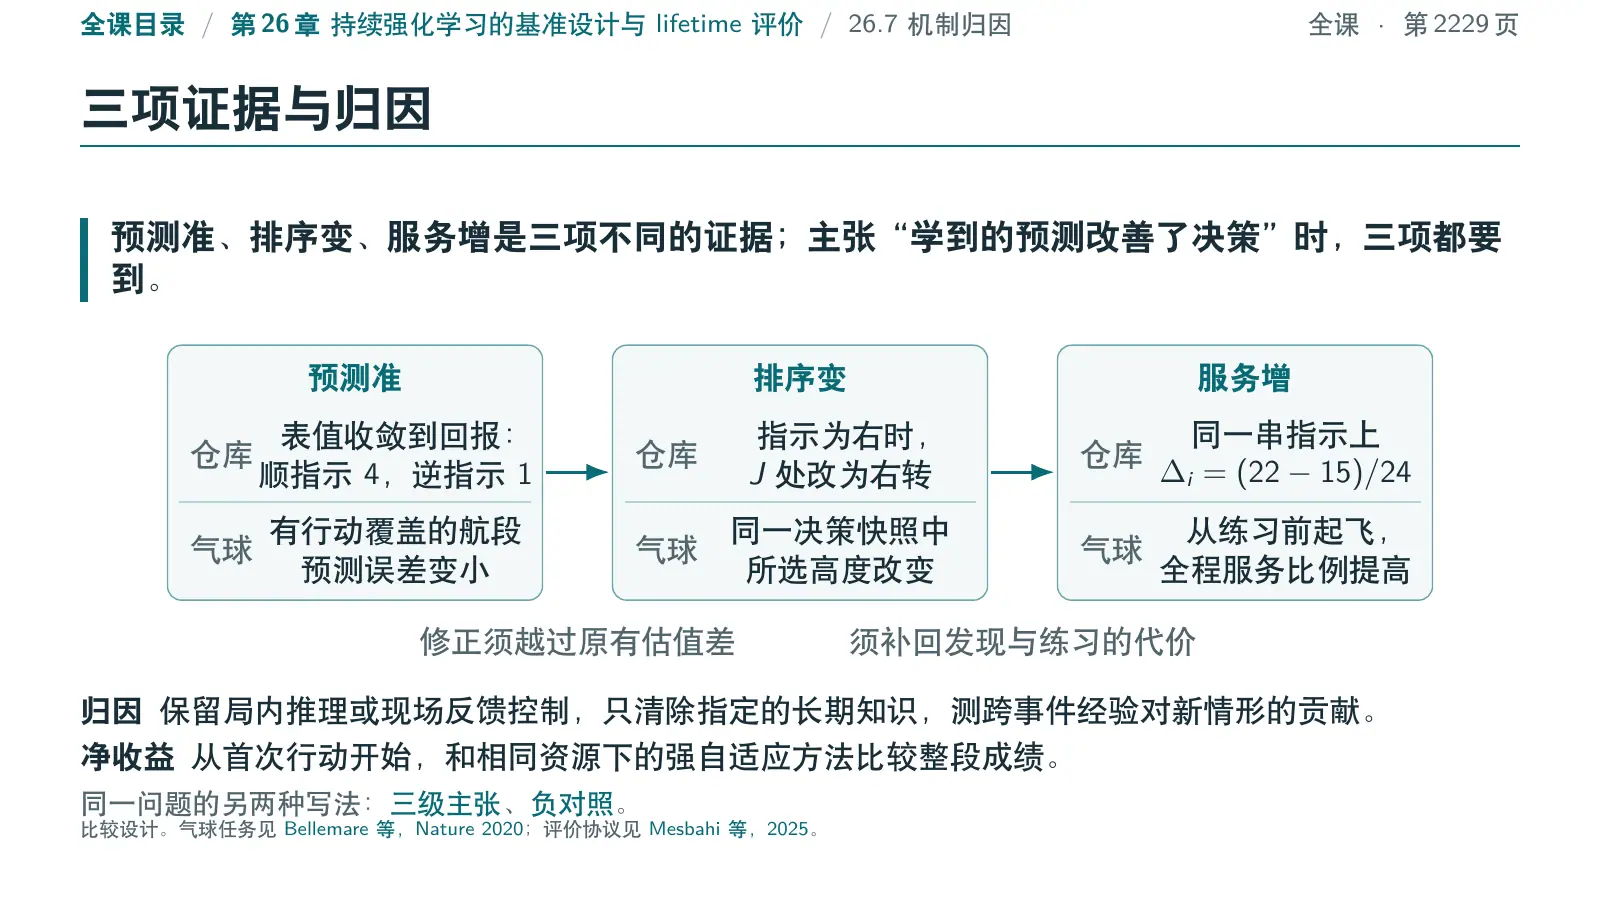 全课目录 / 第 26 章 持续强化学习的基准设计与 lifetime 评价 / 26.7 机制归因
全课 · 第 2229 页
三项证据与归因
预测准、排序变、服务增是三项不同的证据；主张“学到的预测改善了决策”时，三项都要
到。
预测准
仓库 表值收敛到回报：
顺指示 4，逆指示 1
气球 有行动覆盖的航段
预测误差变小
排序变
仓库 指示为右时，
J 处改为右转
气球 同一决策快照中
所选高度改变
服务增
仓库 同一串指示上
Δᵢ = (22 − 15)/24
气球 从练习前起飞，
全程服务比例提高
修正须越过原有估值差
须补回发现与练习的代价
归因 保留局内推理或现场反馈控制，只清除指定的长期知识，测跨事件经验对新情形的贡献。
净收益 从首次行动开始，和相同资源下的强自适应方法比较整段成绩。
同一问题的另两种写法：三级主张、负对照。
比较设计。气球任务见 Bellemare 等，Nature 2020；评价协议见 Mesbahi 等，2025。